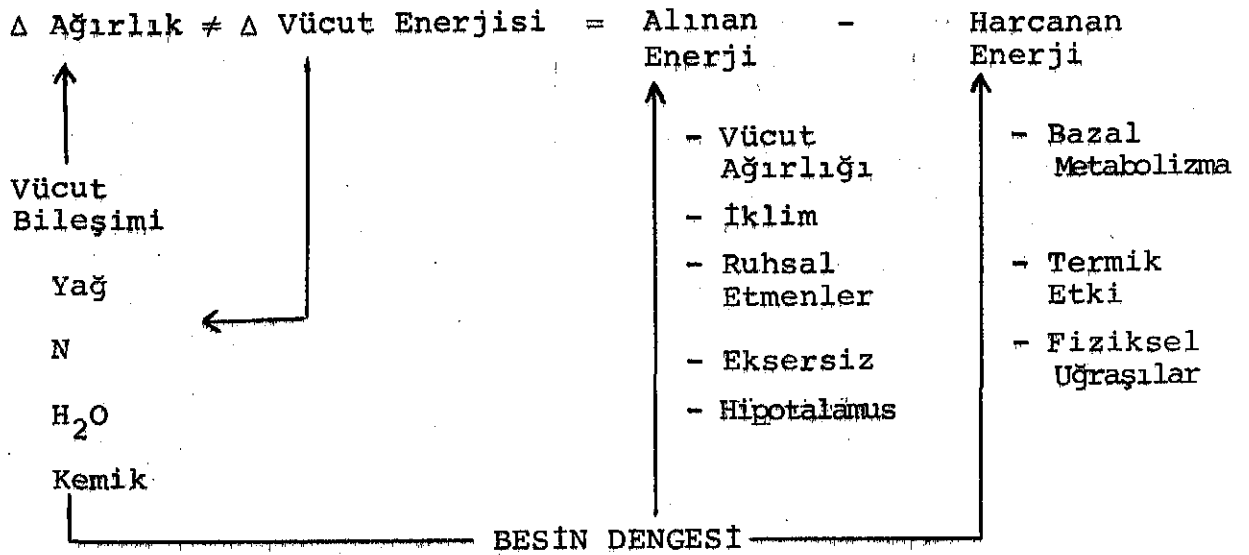 Δ Ağırlık ≠ Δ Vücut Enerjisi = Alınan Enerji - Harcanan Enerji
Vücut
Bileşimi
Yağ
N
H₂O
Kemik
- Vücut
Ağırlığı
- İklim
- Ruhsal
Etmenler
- Eksersiz
- Hipotalamus
- Bazal
Metabolizma
- Termik
Etki
- Fiziksel
Uğraşılar
BESİN DENGESİ